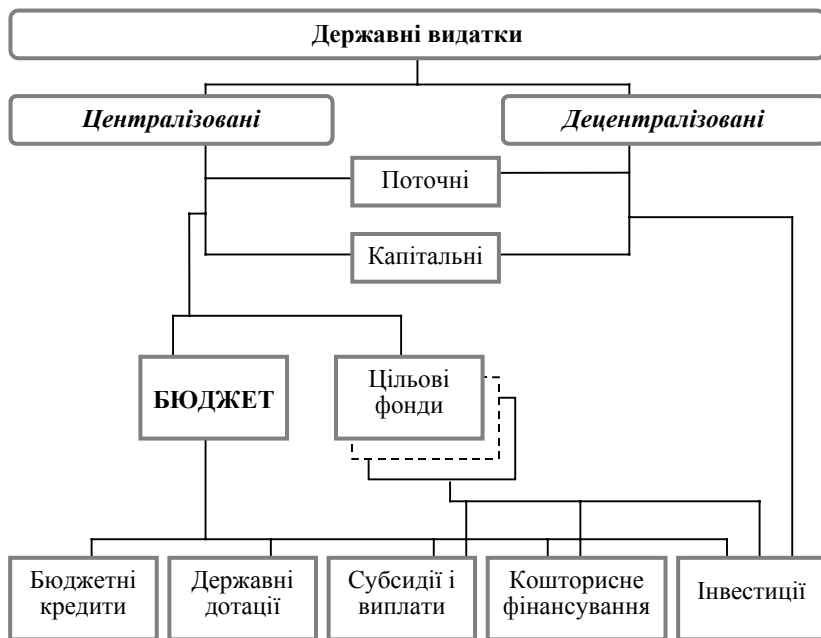 Державні видатки
Централізовані
Децентралізовані
Поточні
Капітальні
БЮДЖЕТ
Цільові
фонди
Бюджетні
кредити
Державні
дотації
Субсидії і
виплати
Кошторисне
фінансування
Інвестиції